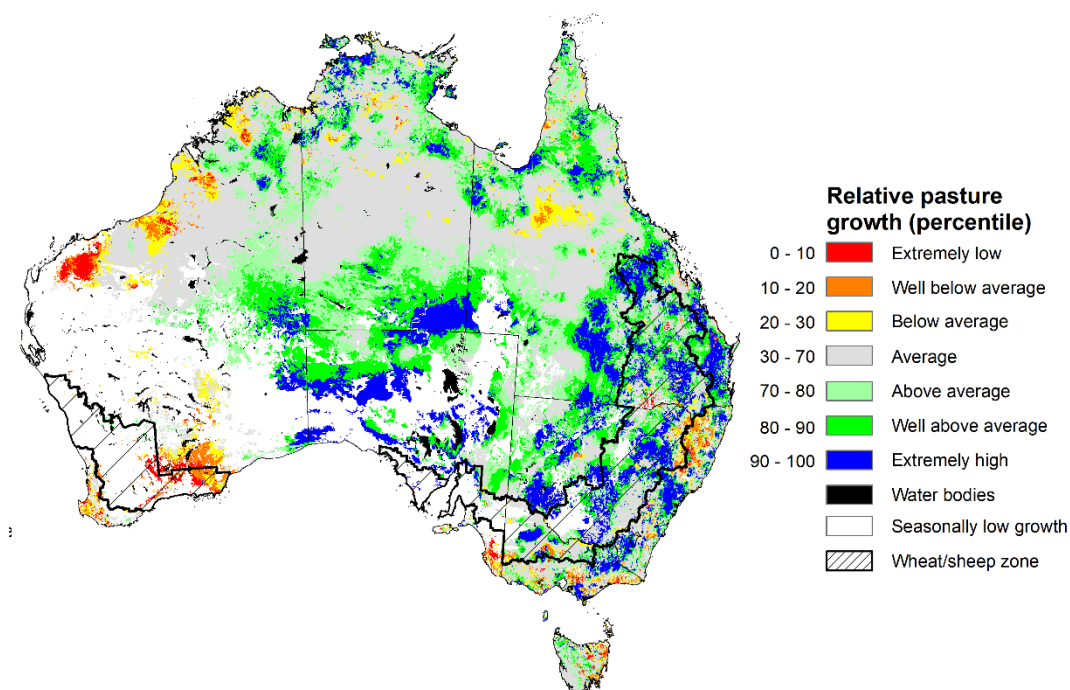 Relative pasture
growth (percentile)
0 - 10 Extremely low
10 - 20 Well below average
20 - 30 Below average
30 - 70 Average
70 - 80 Above average
80 - 90 Well above average
90 - 100 Extremely high
Water bodies
Seasonally low growth
Wheat/sheep zone